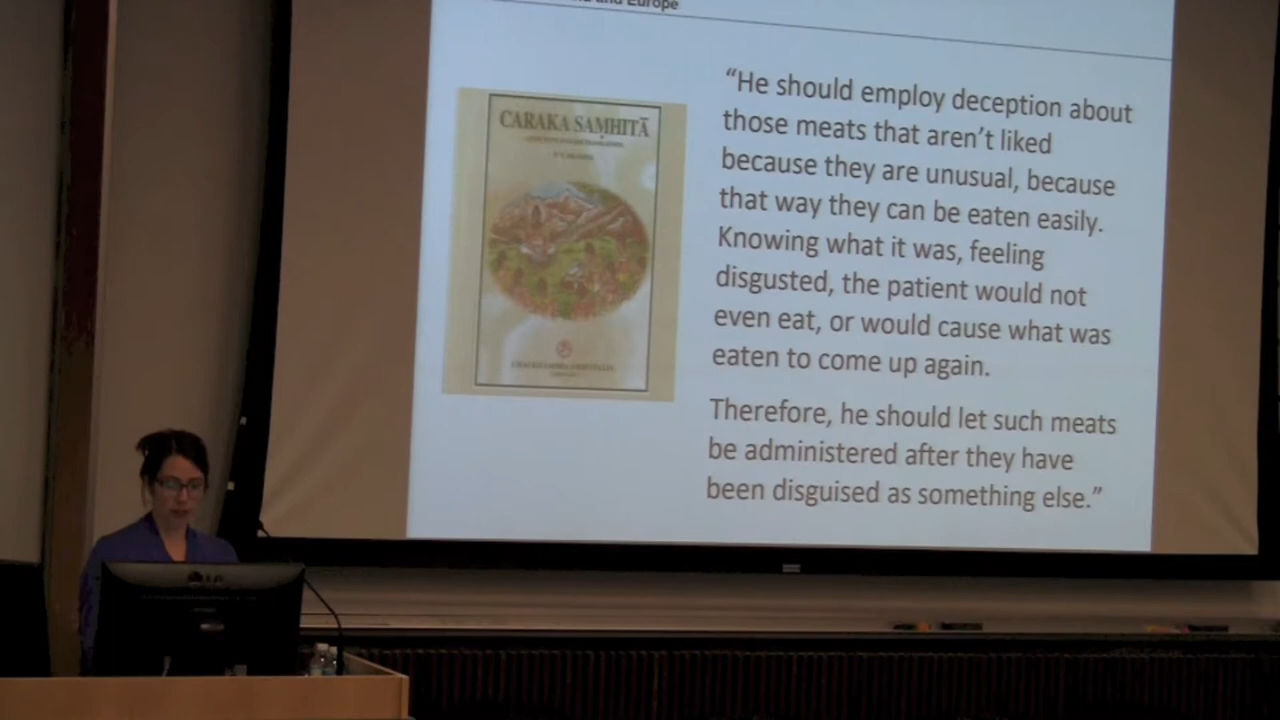 and Europe
CARAKA SAṂHITĀ
“He should employ deception about
those meats that aren’t liked
because they are unusual, because
that way they can be eaten easily.
Knowing what it was, feeling
disgusted, the patient would not
even eat, or would cause what was
eaten to come up again.
Therefore, he should let such meats
be administered after they have
been disguised as something else.”